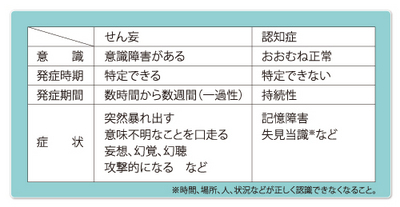 せん妄 認知症
意 識 意識障害がある おおむね正常
発症時期 特定できる 特定できない
発症期間 数時間から数週間(一過性) 持続性
症 状 突然暴れ出す 記憶障害
意味不明なことを口走る 失見当識※など
妄想、幻覚、幻聴
攻撃的になる など
※時間、場所、人、状況などが正しく認識できなくなること。